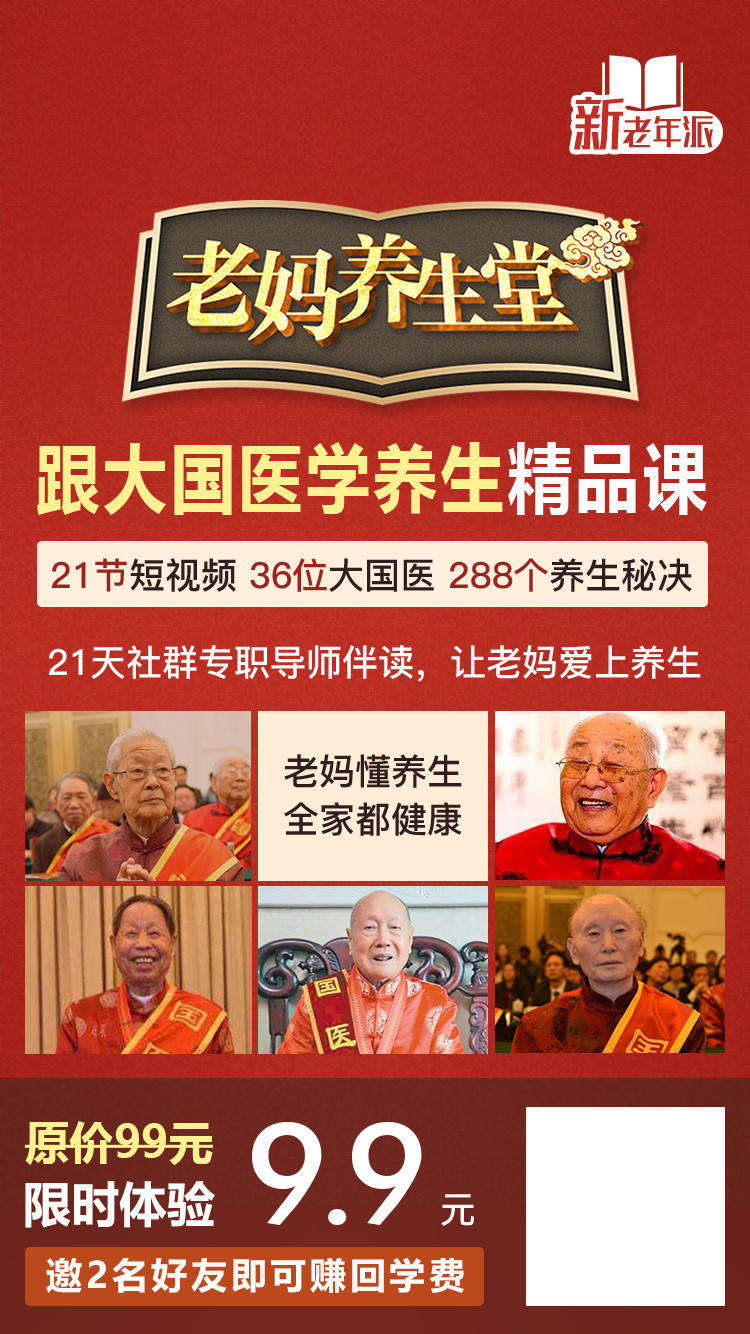 新老年派
老妈养生堂
跟大国医学养生精品课
21节短视频 36位大国医 288个养生秘决
21天社群专职导师伴读，让老妈爱上养生
老妈懂养生
全家都健康
国
国医
国
原价99元
限时体验
9.9元
邀2名好友即可赚回学费